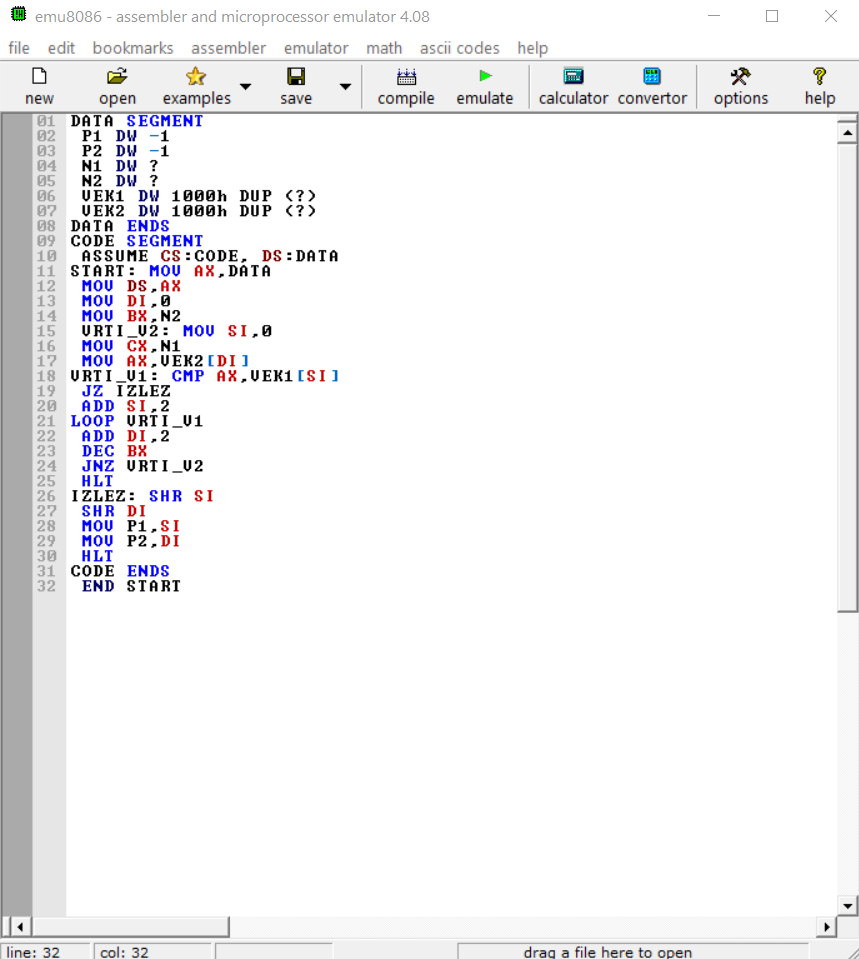 emu8086 - assembler and microprocessor emulator 4.08
file edit bookmarks assembler emulator math ascii codes help
new open examples save compile emulate calculator convertor options help
01 DATA SEGMENT
02 P1 DW -1
03 P2 DW -1
04 N1 DW ?
05 N2 DW ?
06 VEK1 DW 1000h DUP (?)
07 VEK2 DW 1000h DUP (?)
08 DATA ENDS
09 CODE SEGMENT
10 ASSUME CS:CODE, DS:DATA
11 START: MOV AX,DATA
12 MOV DS,AX
13 MOV DI,0
14 MOV BX,N2
15 VRTI_V2: MOV SI,0
16 MOV CX,N1
17 MOV AX,VEK2[DI]
18 VRTI_V1: CMP AX,VEK1[SI]
19 JZ IZLEZ
20 ADD SI,2
21 LOOP VRTI_V1
22 ADD DI,2
23 DEC BX
24 JNZ VRTI_V2
25 HLT
26 IZLEZ: SHR SI
27 SHR DI
28 MOV P1,SI
29 MOV P2,DI
30 HLT
31 CODE ENDS
32 END START
line: 32 col: 32 drag a file here to open